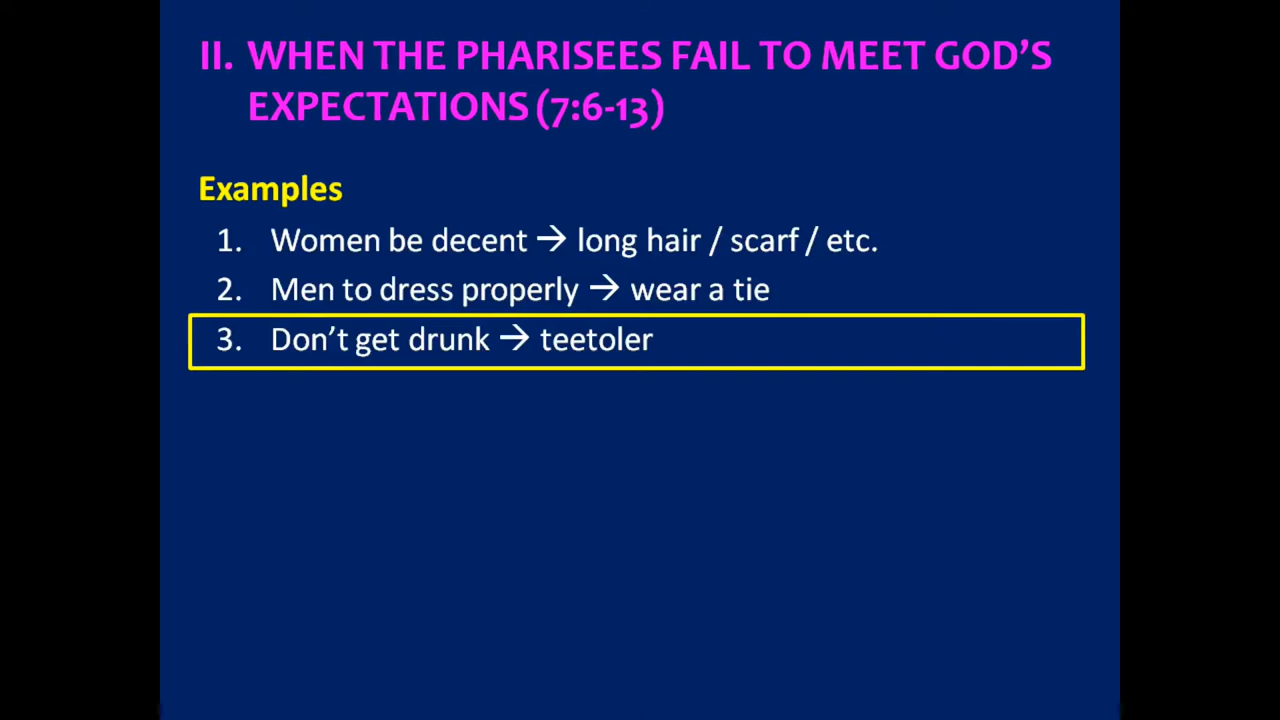 II. WHEN THE PHARISEES FAIL TO MEET GOD’S
EXPECTATIONS (7:6-13)
Examples
1. Women be decent → long hair / scarf / etc.
2. Men to dress properly → wear a tie
3. Don’t get drunk → teetoler